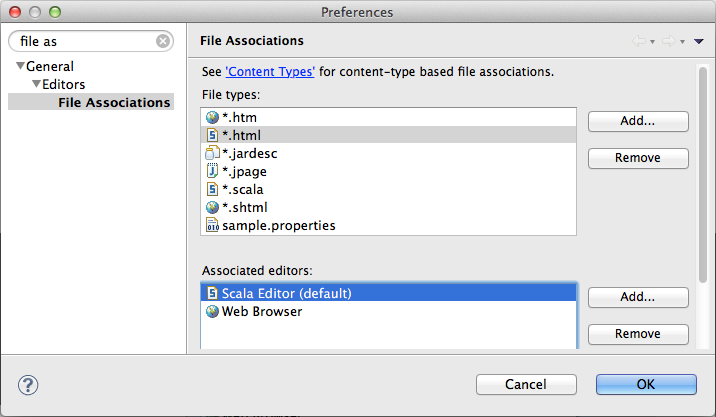 Preferences
file as
General
Editors
File Associations
File Associations
See 'Content Types' for content-type based file associations.
File types:
*.htm
*.html
*.jardesc
*.jpage
*.scala
*.shtml
sample.properties
Add...
Remove
Associated editors:
Scala Editor (default)
Web Browser
Add...
Remove
?
Cancel
OK